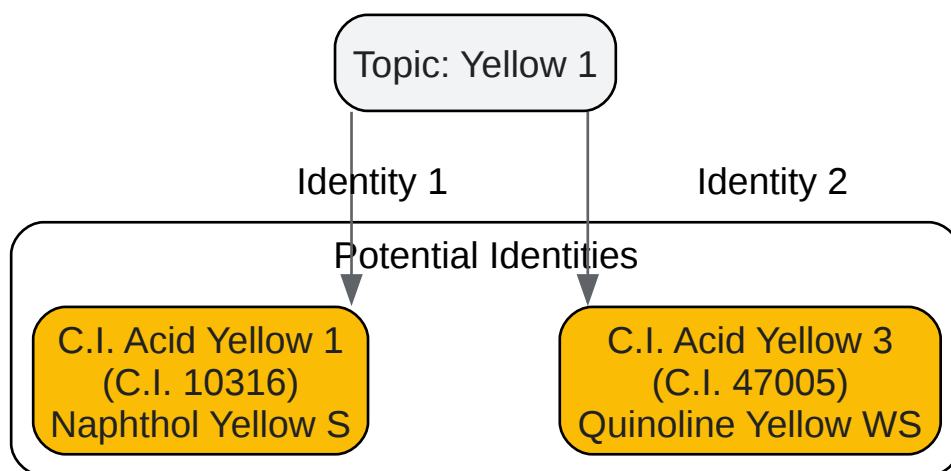 Topic: Yellow 1
Identity 1
Identity 2
Potential Identities
C.I. Acid Yellow 1
(C.I. 10316)
Naphthol Yellow S
C.I. Acid Yellow 3
(C.I. 47005)
Quinoline Yellow WS